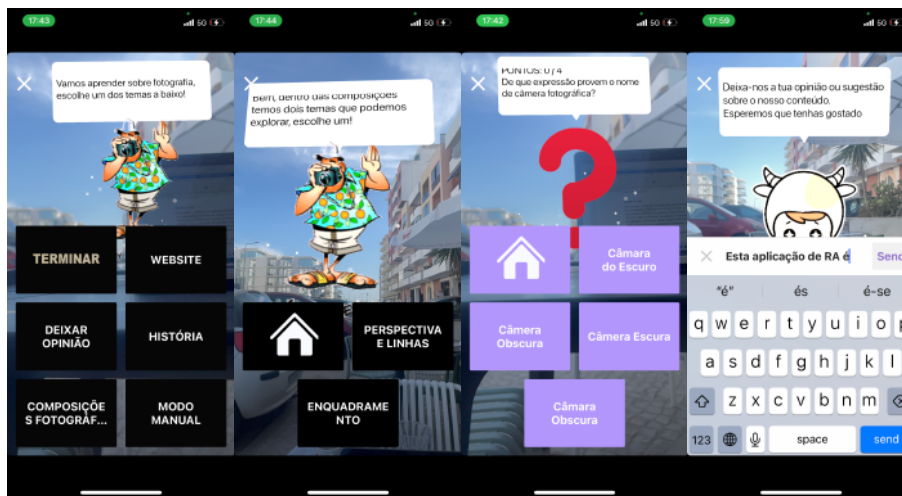 17:43
50
Vamos aprender sobre fotografia,
escolhe um dos temas a baixo!
TERMINAR
WEBSITE
DEIXAR
OPINIÃO
HISTÓRIA
COMPOSIÇÕE
S FOTOGRÁF...
MODO
MANUAL
17:44
50
Bem, dentro das composições
temos dois temas que podemos
explorar, escolhe um!
PERSPECTIVA
E LINHAS
ENQUADRAME
NTO
17:42
50
PONTOS: 0 / 4
De que expressão provem o nome
de câmera fotográfica?
Câmara
do Escuro
Câmera
Obscura
Câmera Escura
Câmara
Obscura
17:59
50
Deixa-nos a tua opinião ou sugestão
sobre o nosso conteúdo.
Esperemos que tenhas gostado
Esta aplicação de RA é
Send
“é”
és
é-se
q w e r t y u i o p
a s d f g h j k l
z x c v b n m
123
space
send